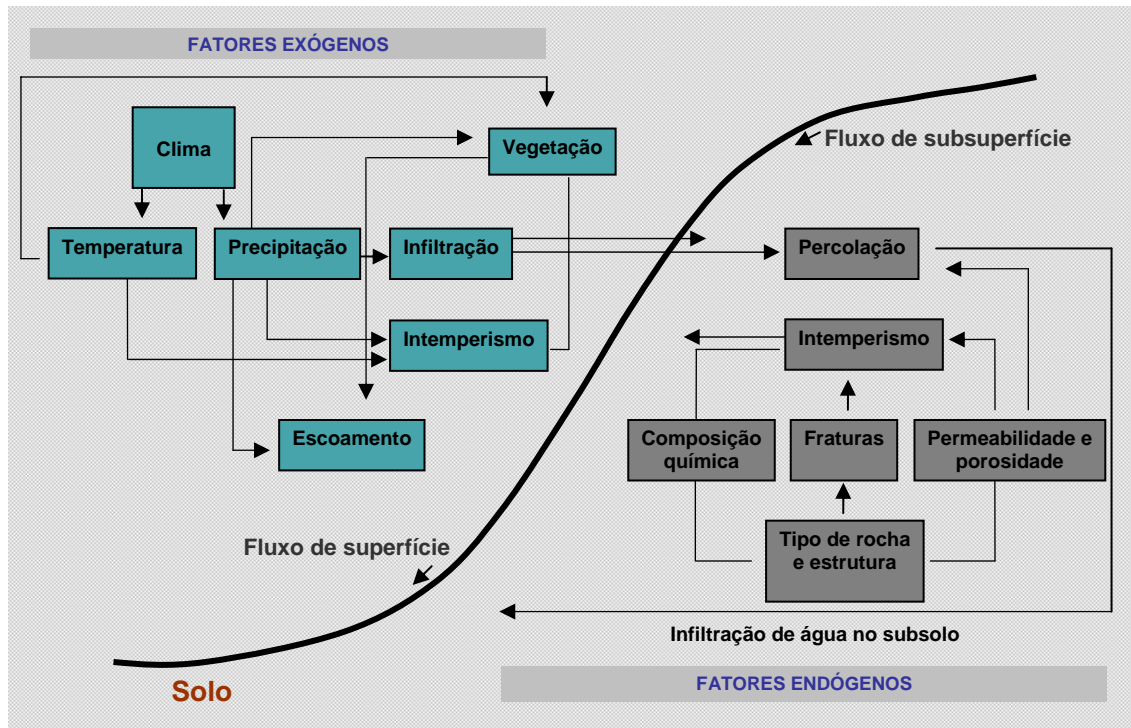 FATORES EXÓGENOS
Clima
Vegetação
Fluxo de subsuperfície
Temperatura
Precipitação
Infiltração
Percolação
Intemperismo
Intemperismo
Escoamento
Composição
química
Fraturas
Permeabilidade e
porosidade
Fluxo de superfície
Tipo de rocha
e estrutura
Infiltração de água no subsolo
Solo
FATORES ENDÓGENOS